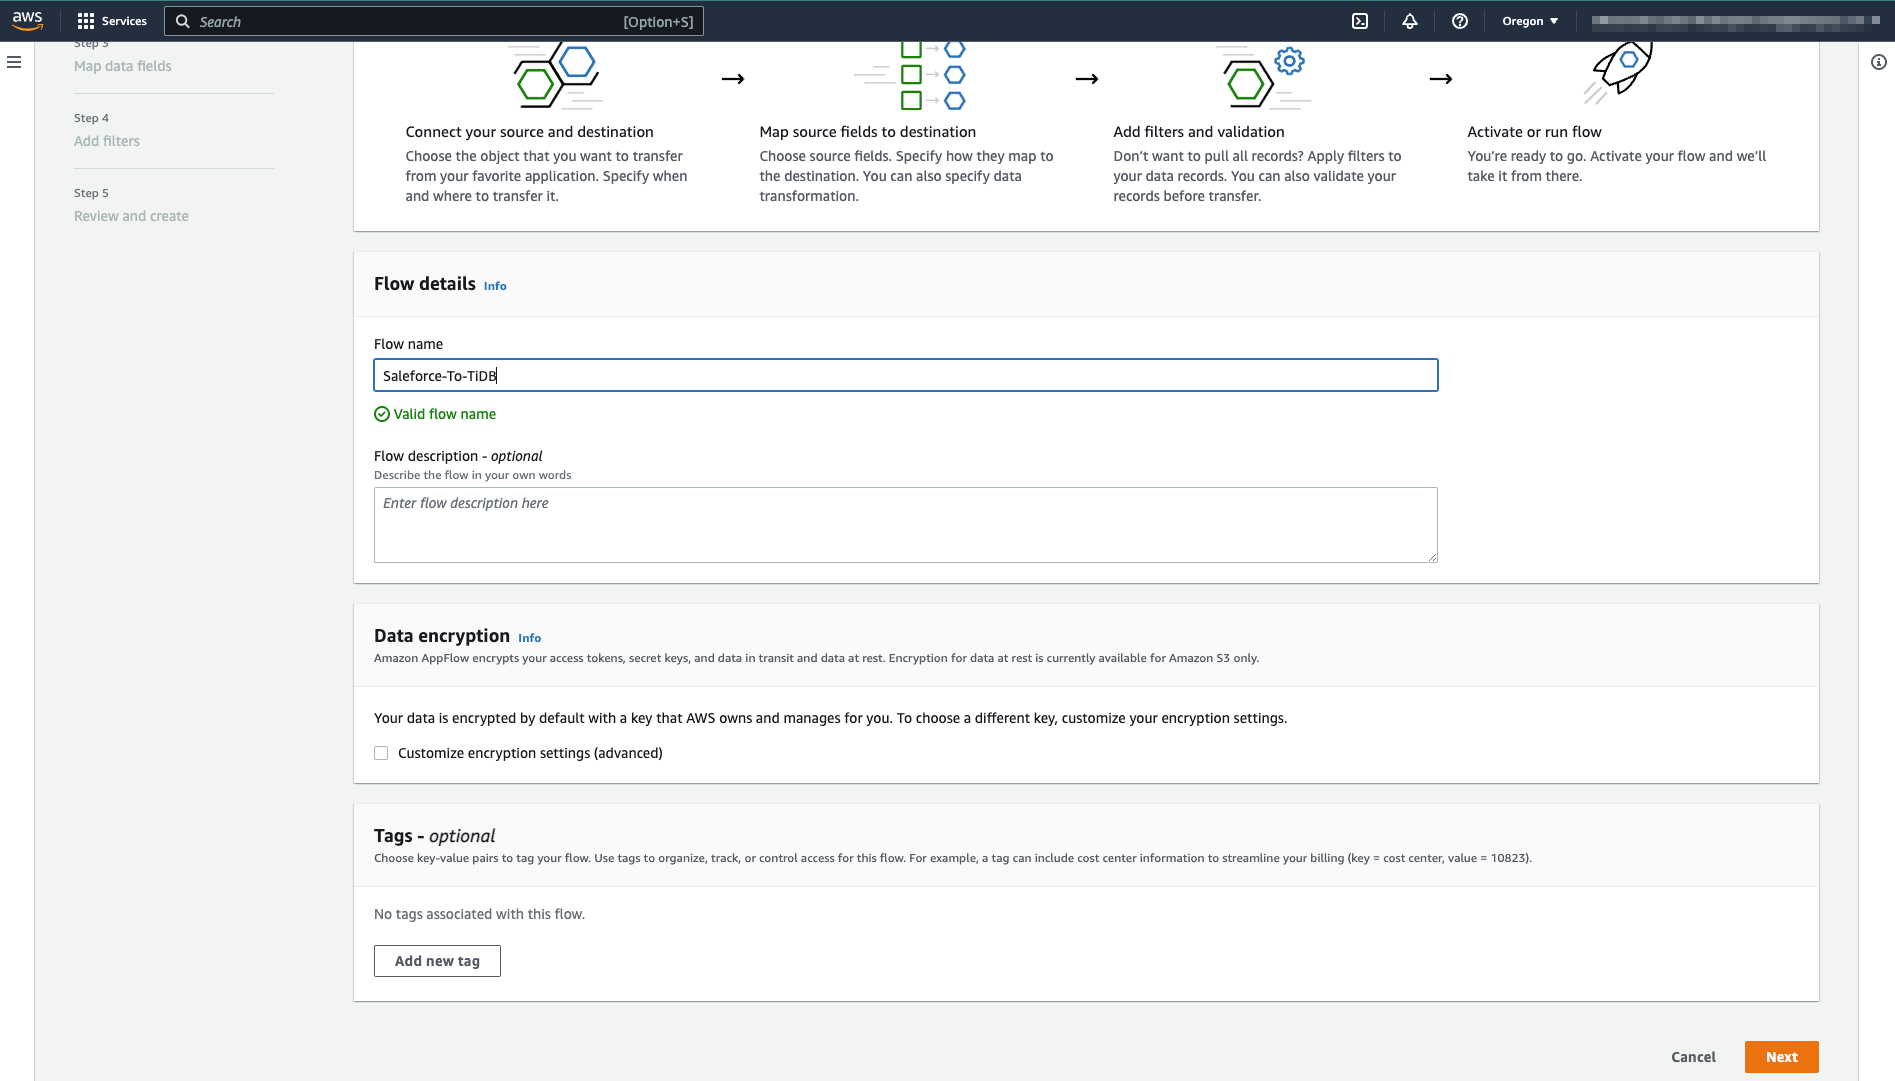 aws Services Search [Option+S] Oregon
Step 3
Map data fields
Step 4
Add filters
Step 5
Review and create
Connect your source and destination
Choose the object that you want to transfer
from your favorite application. Specify when
and where to transfer it.
Map source fields to destination
Choose source fields. Specify how they map to
the destination. You can also specify data
transformation.
Add filters and validation
Don't want to pull all records? Apply filters to
your data records. You can also validate your
records before transfer.
Activate or run flow
You're ready to go. Activate your flow and we'll
take it from there.
Flow details Info
Flow name
Saleforce-To-TiDB
Valid flow name
Flow description - optional
Describe the flow in your own words
Enter flow description here
Data encryption Info
Amazon AppFlow encrypts your access tokens, secret keys, and data in transit and data at rest. Encryption for data at rest is currently available for Amazon S3 only.
Your data is encrypted by default with a key that AWS owns and manages for you. To choose a different key, customize your encryption settings.
Customize encryption settings (advanced)
Tags - optional
Choose key-value pairs to tag your flow. Use tags to organize, track, or control access for this flow. For example, a tag can include cost center information to streamline your billing (key = cost center, value = 10823).
No tags associated with this flow.
Add new tag
Cancel Next